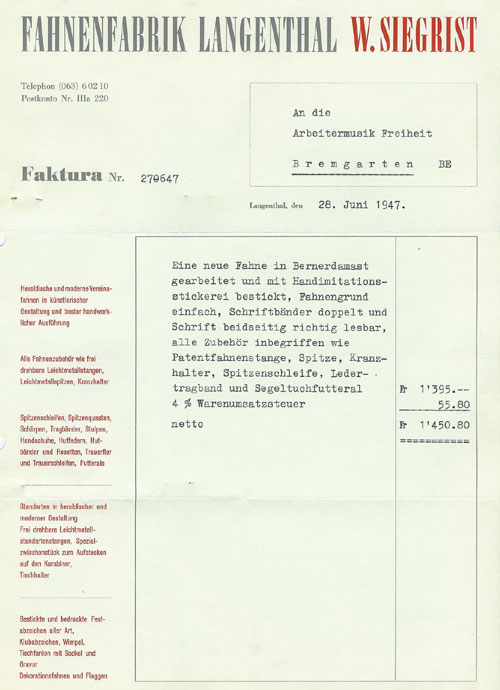 FAHNENFABRIK LANGENTHAL W. SIEGRIST
Telephon (063) 6 02 10
Postkonto Nr. IIIa 220
An die
Arbeitermusik Freiheit
Bremgarten BE
Faktura Nr. 270647
Langenthal, den 28. Juni 1947.
Eine neue Fahne in Bernerdamast
gearbeitet und mit Handimitations-
stickerei bestickt, Fahnengrund
einfach, Schriftbänder doppelt und
Schrift beidseitig richtig lesbar,
alle Zubehör inbegriffen wie
Patentfahnenstange, Spitze, Kranz-
halter, Spitzenschleife, Leder-
tragband und Segeltuchfutteral Fr 1'395.--
4 % Warenumsatzsteuer 55.80
netto Fr 1'450.80
===========
Heraldische und moderne Vereins-
fahnen in künstlerischer
Gestaltung und bester handwerk-
licher Ausführung
Alle Fahnenzubehör wie frei
drehbare Leichtmetallstangen,
Leichtmetallspitzen, Kranzhalter
Spitzenschleifen, Spitzenquasten,
Schärpen, Tragbänder, Stulpen,
Handschuhe, Hutfedern, Hut-
bänder und Rosetten, Trauerflor
und Trauerschleifen, Futterale
Standarten in heraldischer und
moderner Gestaltung
Frei drehbare Leichtmetall-
standartenstangen, Spezial-
zwischenstück zum Aufstecken
auf den Karabiner,
Tischhalter
Bestickte und bedruckte Fest-
abzeichen aller Art,
Klubabzeichen, Wimpel,
Tischfanion mit Sockel und
Gravur
Dekorationsfahnen und Flaggen